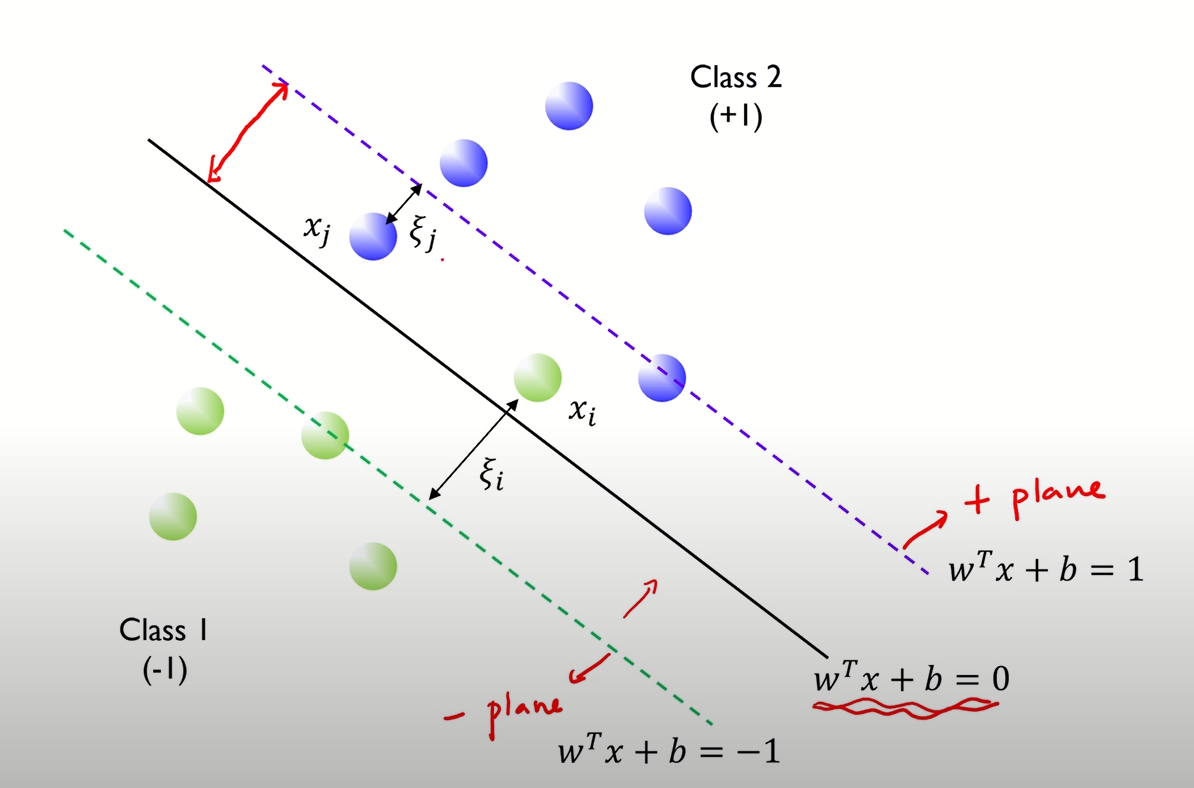 Class 2
(+1)
x_j
ξ_j
x_i
ξ_i
+ plane
w^T x + b = 1
Class 1
(-1)
w^T x + b = 0
− plane
w^T x + b = −1